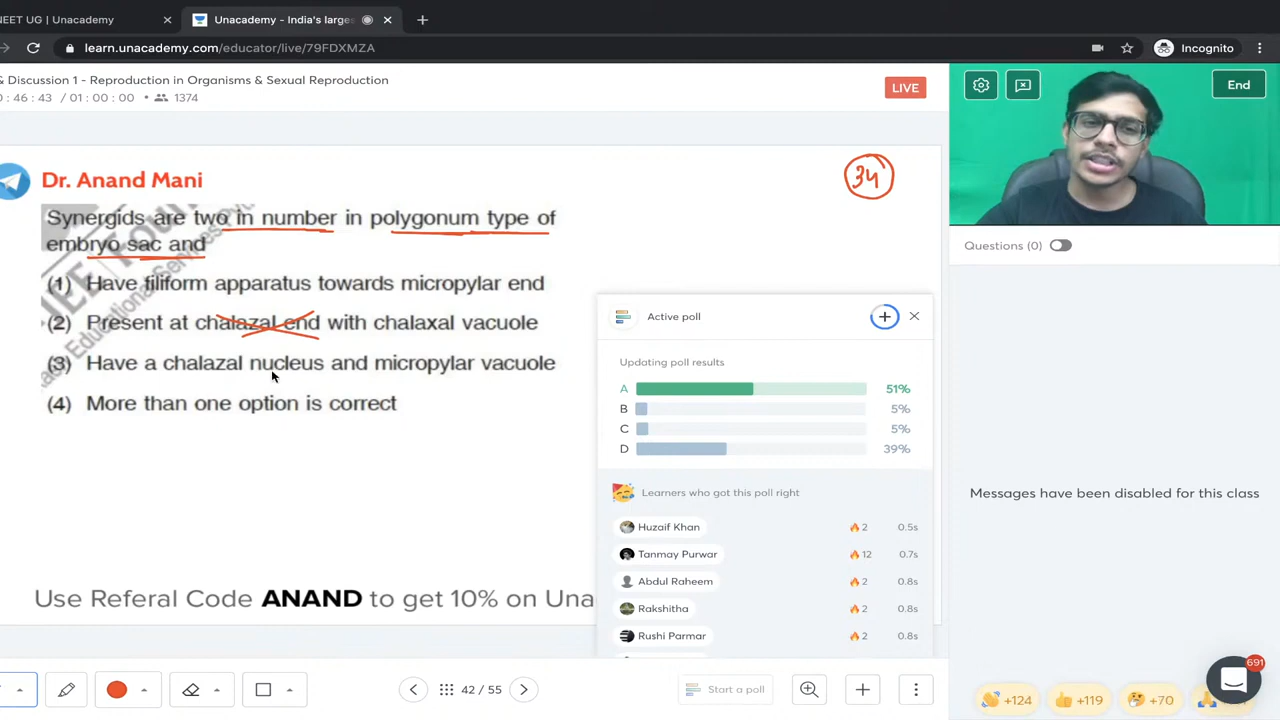 NEET UG | Unacademy
Unacademy - India's larges
learn.unacademy.com/educator/live/79FDXMZA
Incognito
& Discussion 1 - Reproduction in Organisms & Sexual Reproduction
0 : 46 : 43 / 01 : 00 : 00 • 1374
LIVE
End
Dr. Anand Mani
34
Synergids are two in number in polygonum type of
embryo sac and
(1) Have filiform apparatus towards micropylar end
(2) Present at chalazal end with chalaxal vacuole
(3) Have a chalazal nucleus and micropylar vacuole
(4) More than one option is correct
Questions (0)
Active poll
Updating poll results
A 51%
B 5%
C 5%
D 39%
Learners who got this poll right
Huzaif Khan 2 0.5s
Tanmay Purwar 12 0.7s
Abdul Raheem 2 0.8s
Rakshitha 2 0.8s
Rushi Parmar 2 0.8s
Messages have been disabled for this class
Use Referal Code ANAND to get 10% on Una
42 / 55
Start a poll
691
+124 +119 +70